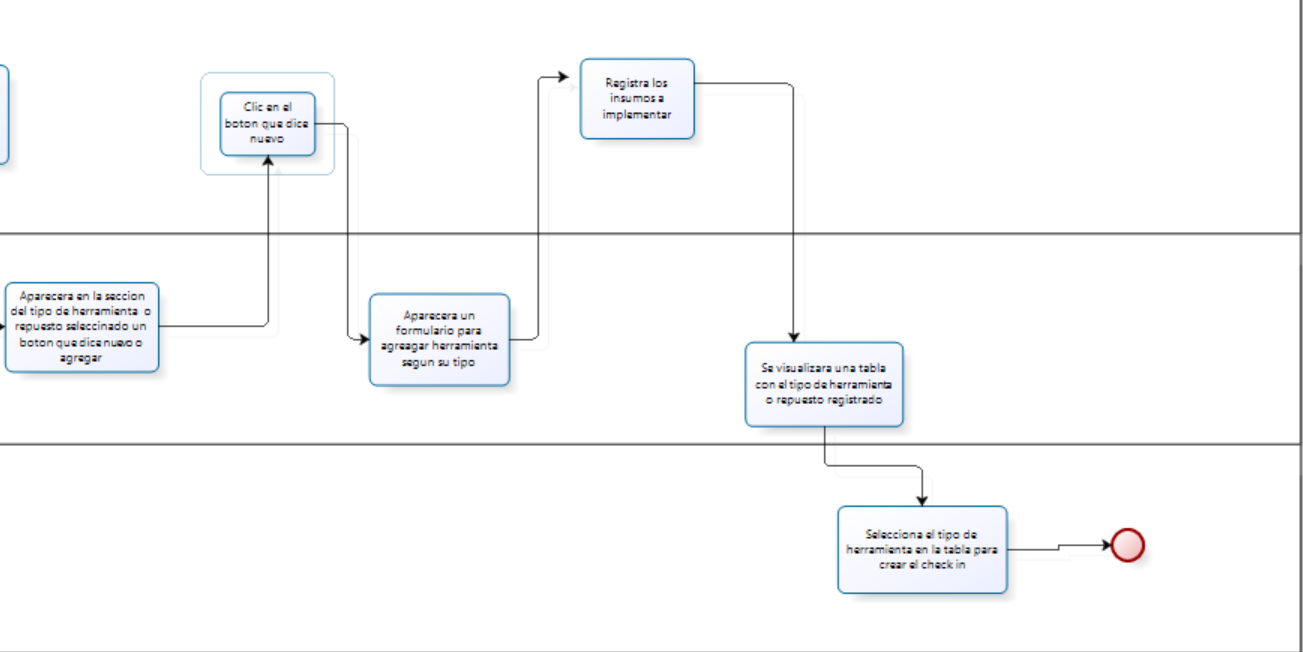 Clic en el
boton que dice
nuevo
Registra los
insumos a
implementar
Aparecera en la seccion
del tipo de herramienta o
repuesto seleccinado un
boton que dice nuevo o
agregar
Aparecera un
formulario para
agreagar herramienta
segun su tipo
Se visualizara una tabla
con el tipo de herramienta
o repuesto registrado
Selecciona el tipo de
herramienta en la tabla para
crear el check in